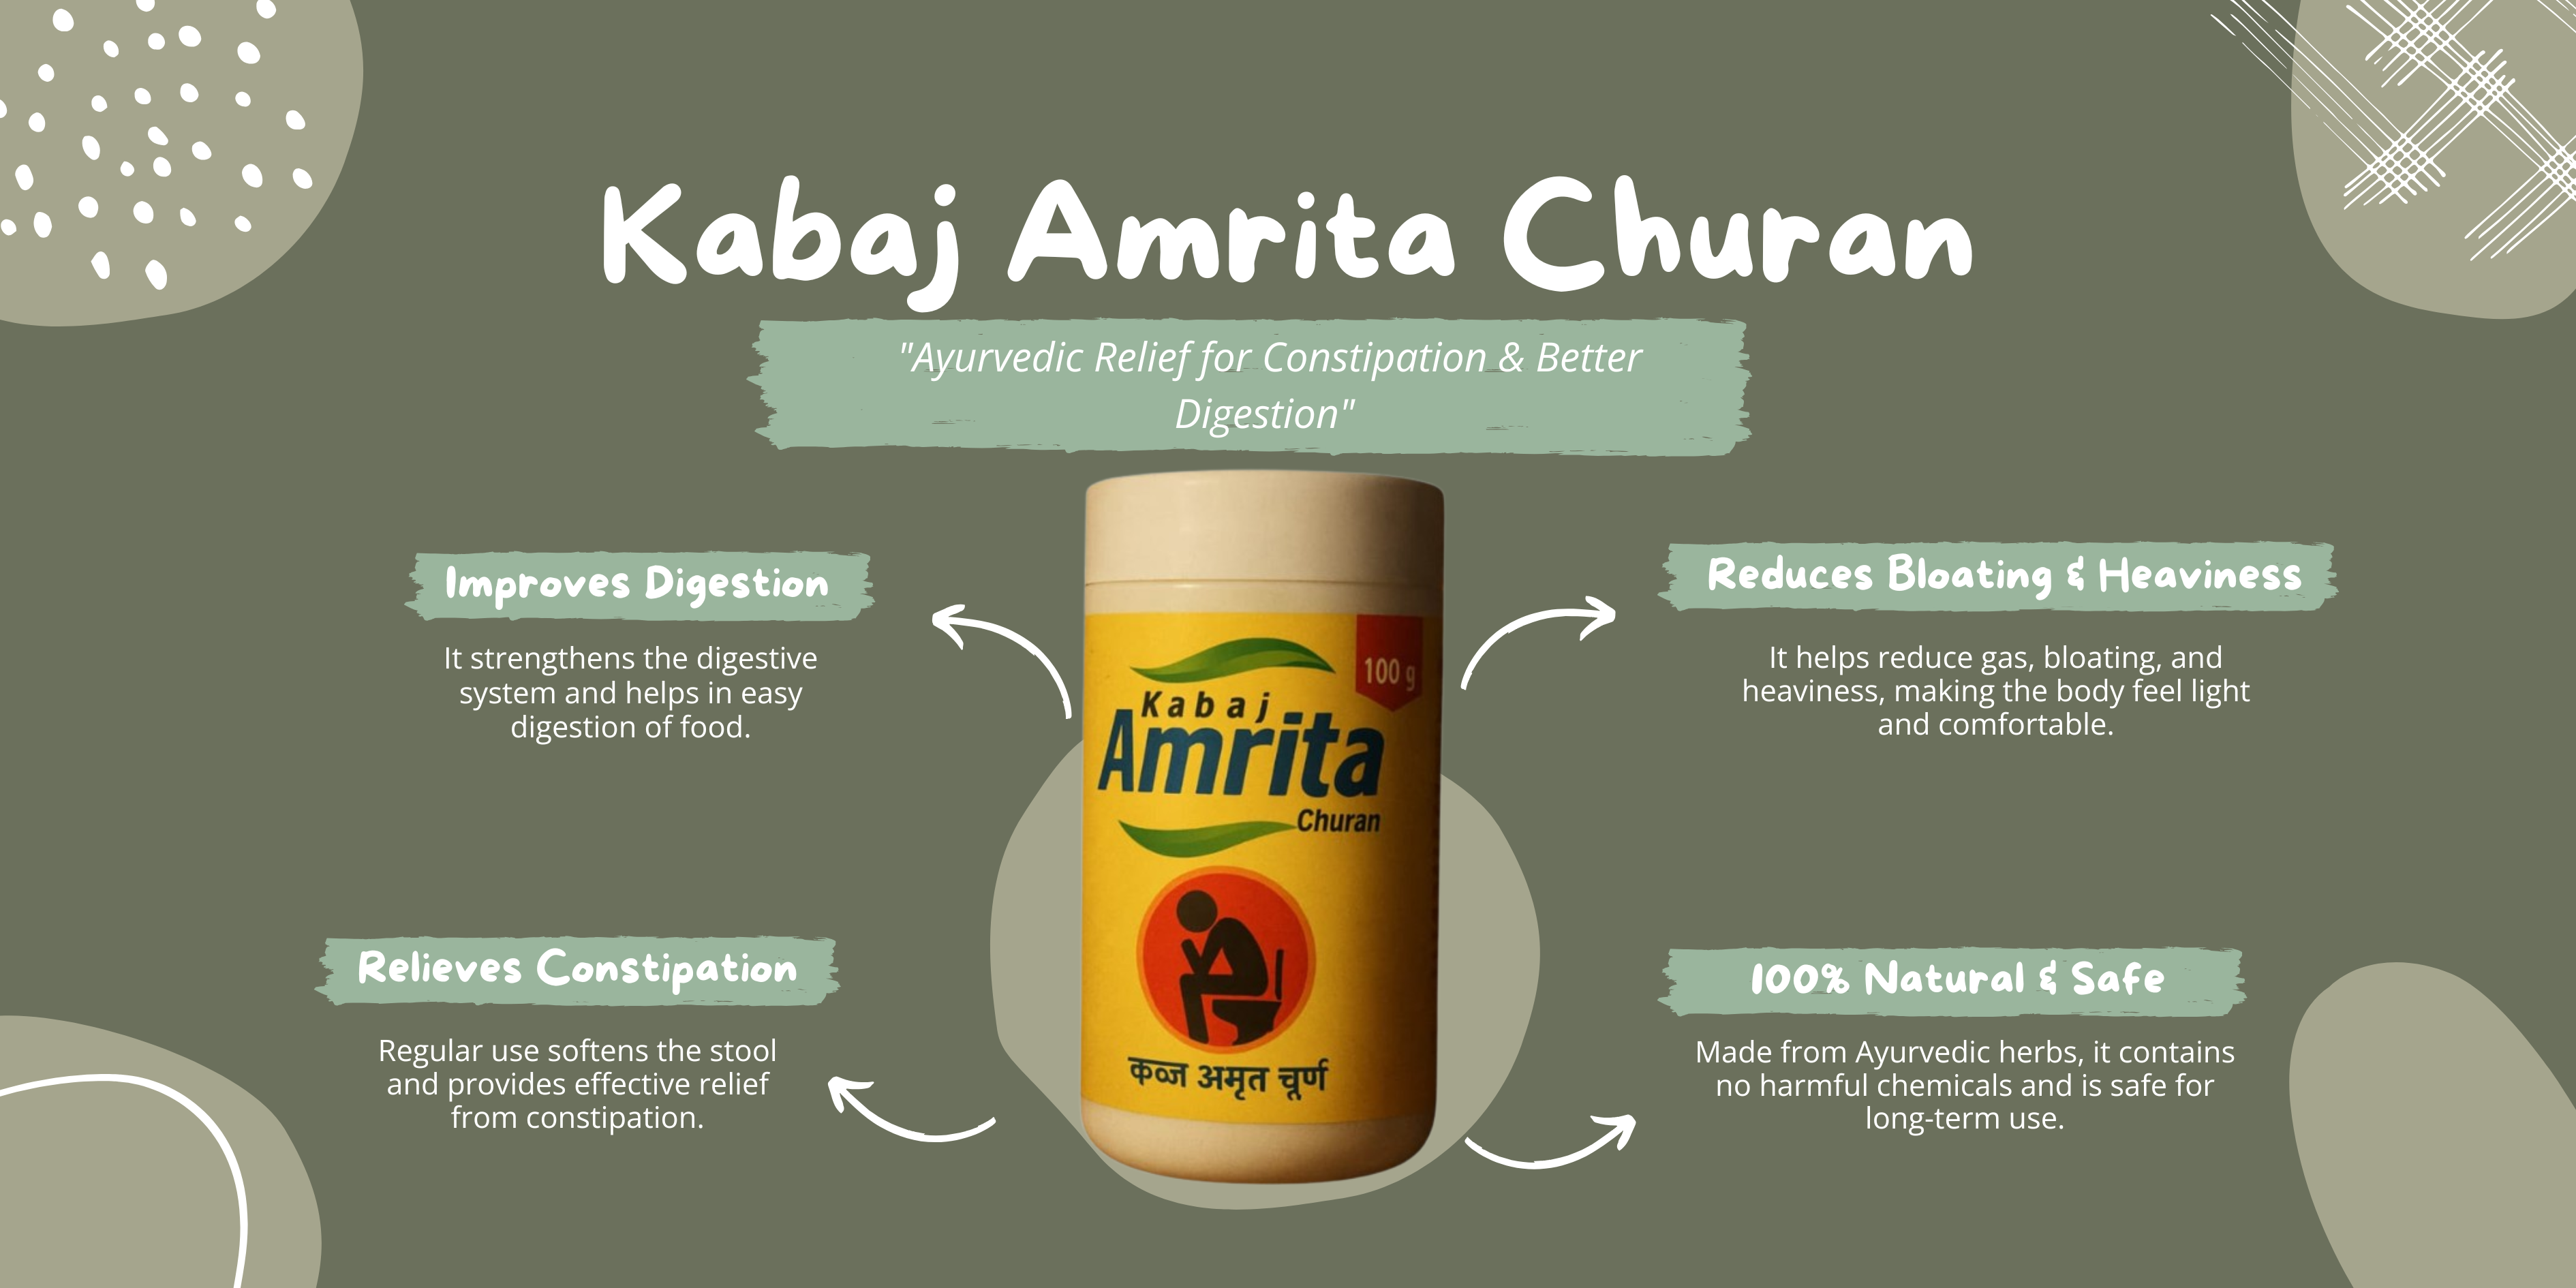 Kabaj Amrita Churan
"Ayurvedic Relief for Constipation & Better
Digestion"
Improves Digestion
It strengthens the digestive
system and helps in easy
digestion of food.
Reduces Bloating & Heaviness
It helps reduce gas, bloating, and
heaviness, making the body feel light
and comfortable.
100 g
Kabaj
Amrita
Churan
कब्ज अमृत चूर्ण
Relieves Constipation
Regular use softens the stool
and provides effective relief
from constipation.
100% Natural & Safe
Made from Ayurvedic herbs, it contains
no harmful chemicals and is safe for
long-term use.